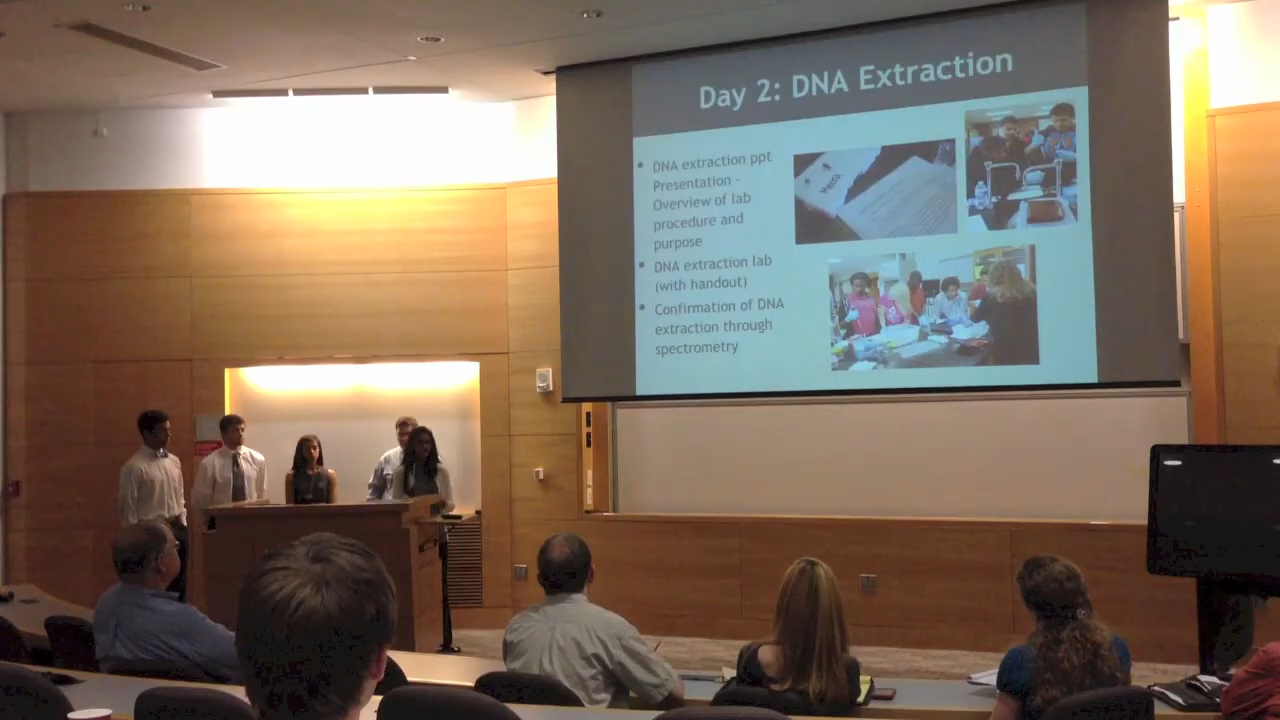 Day 2: DNA Extraction
DNA extraction ppt
Presentation -
Overview of lab
procedure and
purpose
DNA extraction lab
(with handout)
Confirmation of DNA
extraction through
spectrometry